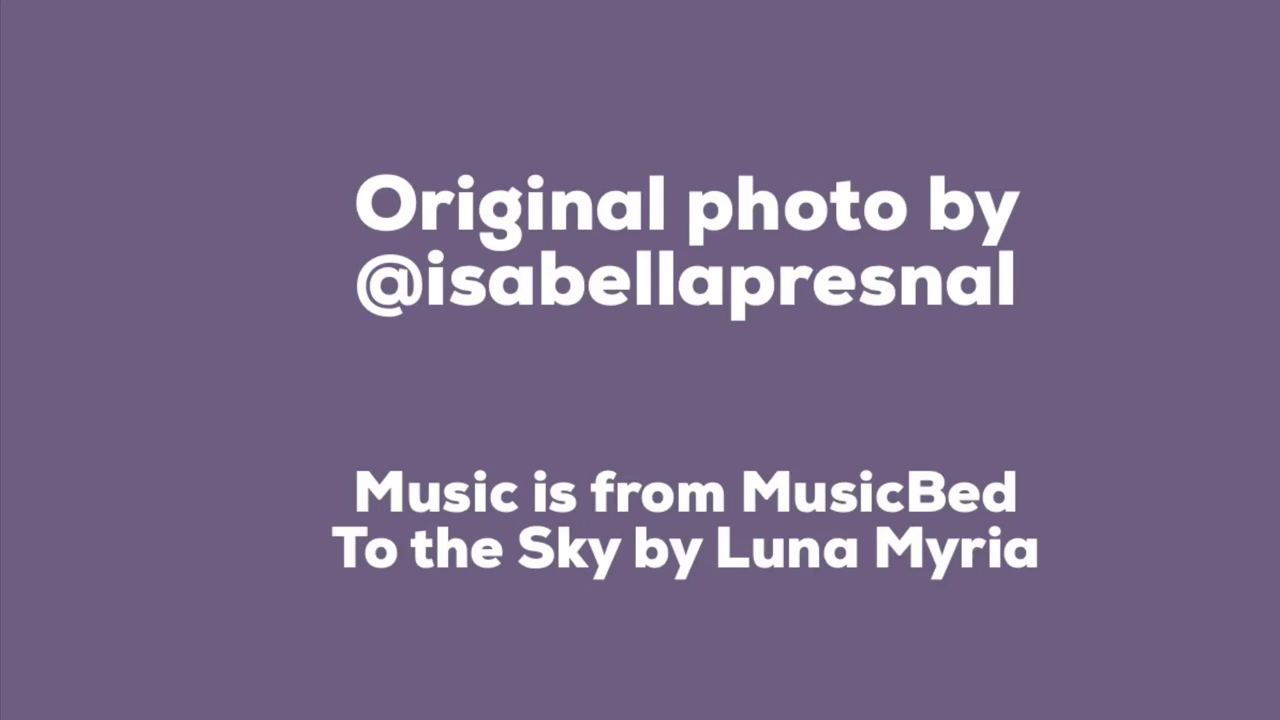 Original photo by
@isabellapresnal
Music is from MusicBed
To the Sky by Luna Myria